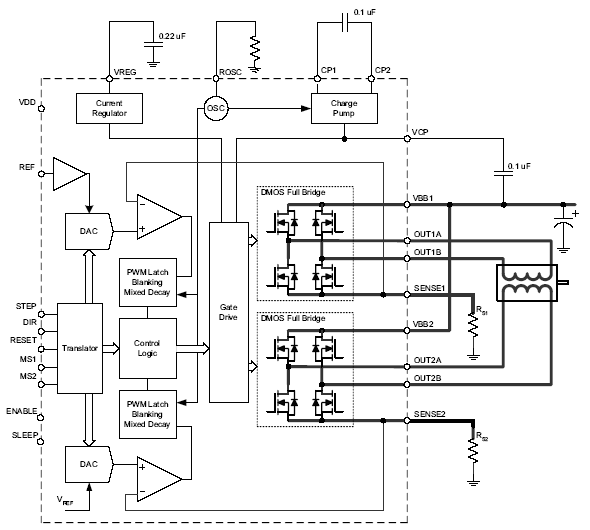 0.1 uF
0.22 uF
VREG
ROSC
CP1
CP2
VDD
Current
Regulator
OSC
Charge
Pump
VCP
REF
0.1 uF
DMOS Full Bridge
VBB1
+
DAC
-
+
OUT1A
OUT1B
PWM Latch
Blanking
Mixed Decay
SENSE1
STEP
DIR
RESET
MS1
MS2
Translator
Control
Logic
Gate
Drive
DMOS Full Bridge
VBB2
RS1
OUT2A
OUT2B
PWM Latch
Blanking
Mixed Decay
ENABLE
SLEEP
SENSE2
DAC
+
-
RS2
VREF